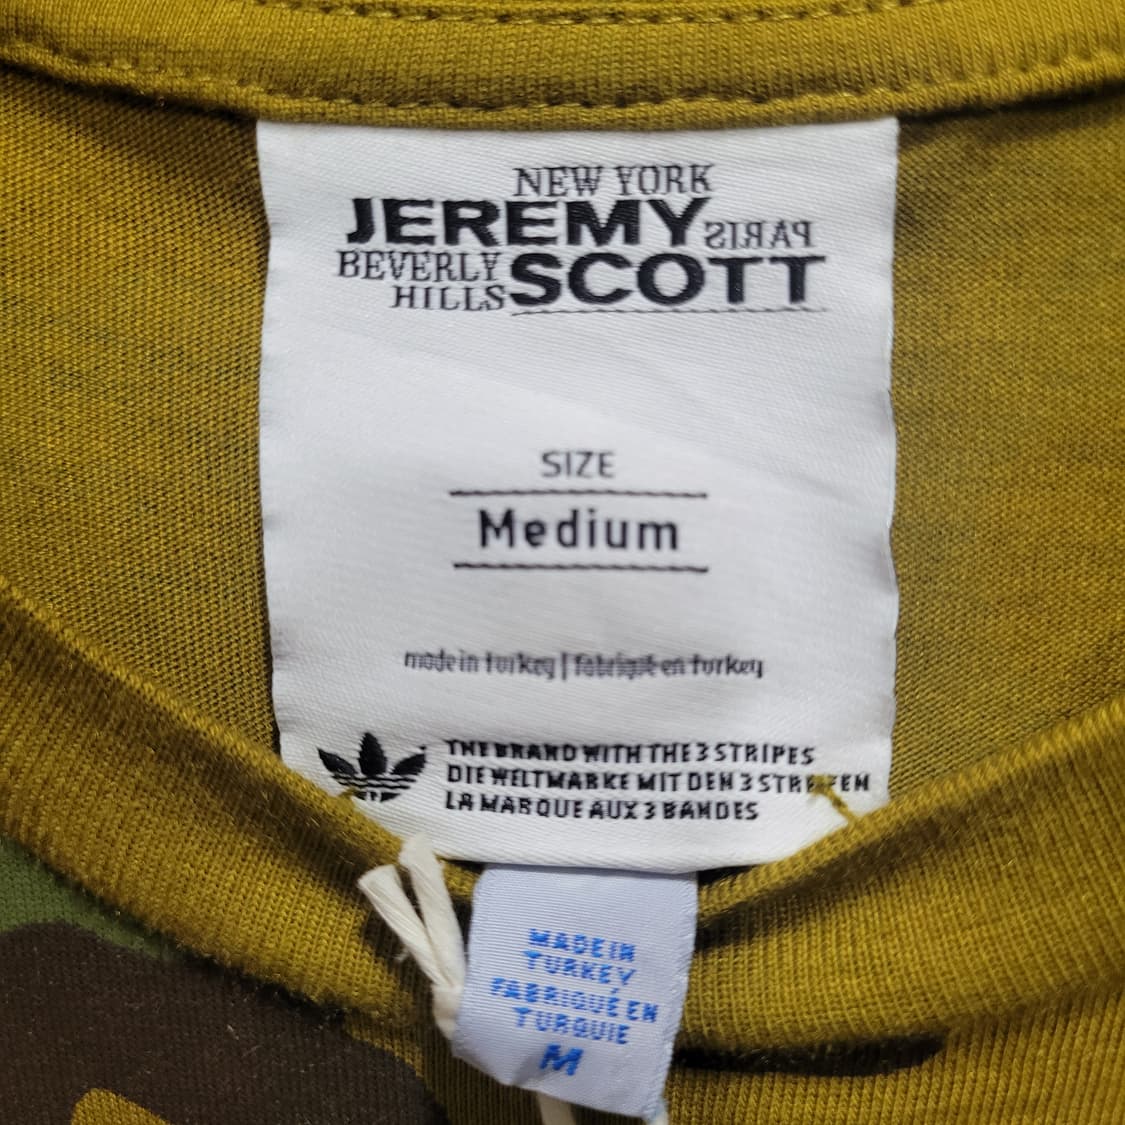 NEW YORK
JEREMY PARIS
BEVERLY
HILLS SCOTT
SIZE
Medium
made in turkey | fabriqué en turkey
THE BRAND WITH THE 3 STRIPES
DIE WELTMARKE MIT DEN 3 STREIFEN
LA MARQUE AUX 3 BANDES
MADE IN
TURKEY
FABRIQUÉ EN
TURQUIE
M